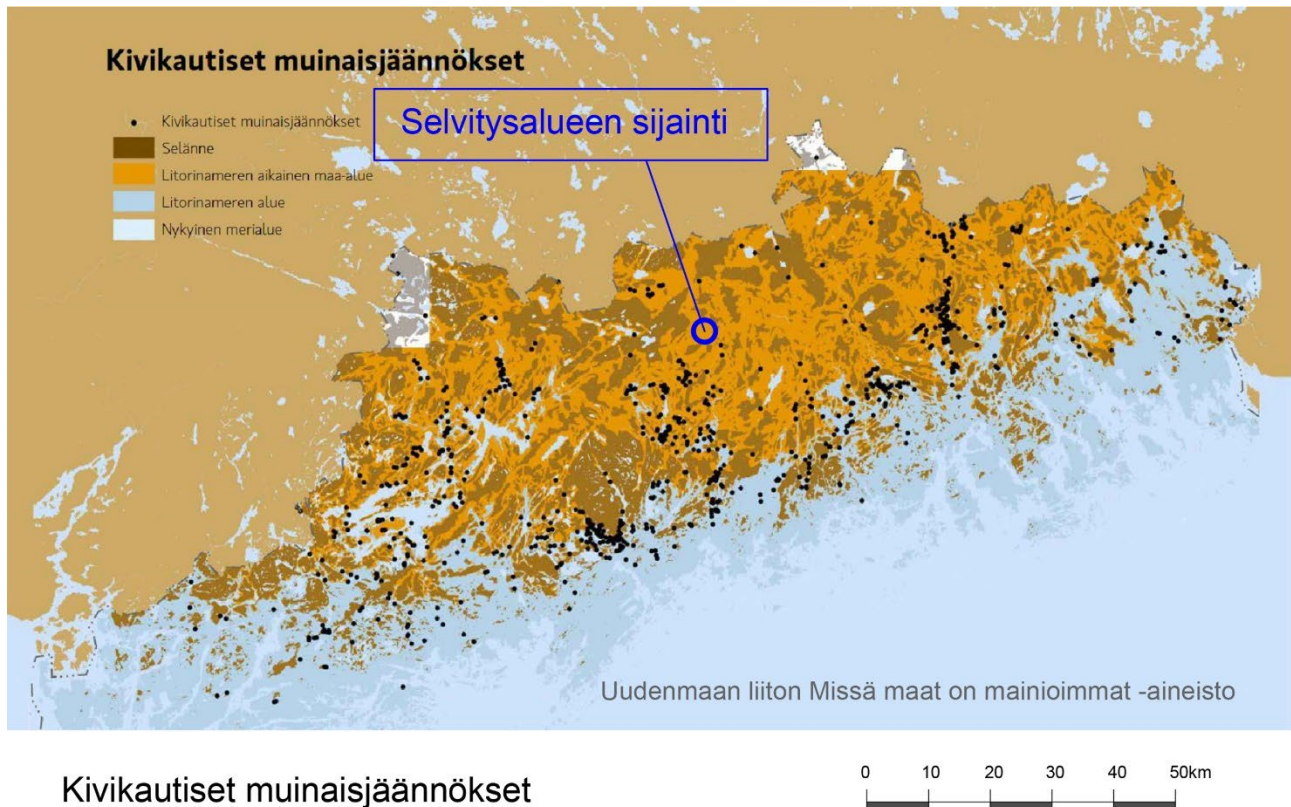 Kivikautiset muinaisjäännökset
Selvitysalueen sijainti
Kivikautiset muinaisjäännökset
Selänne
Litorinameren aikainen maa-alue
Litorinameren alue
Nykyinen merialue
Uudenmaan liiton Missä maat on mainioimmat -aineisto
Kivikautiset muinaisjäännökset
0 10 20 30 40 50km